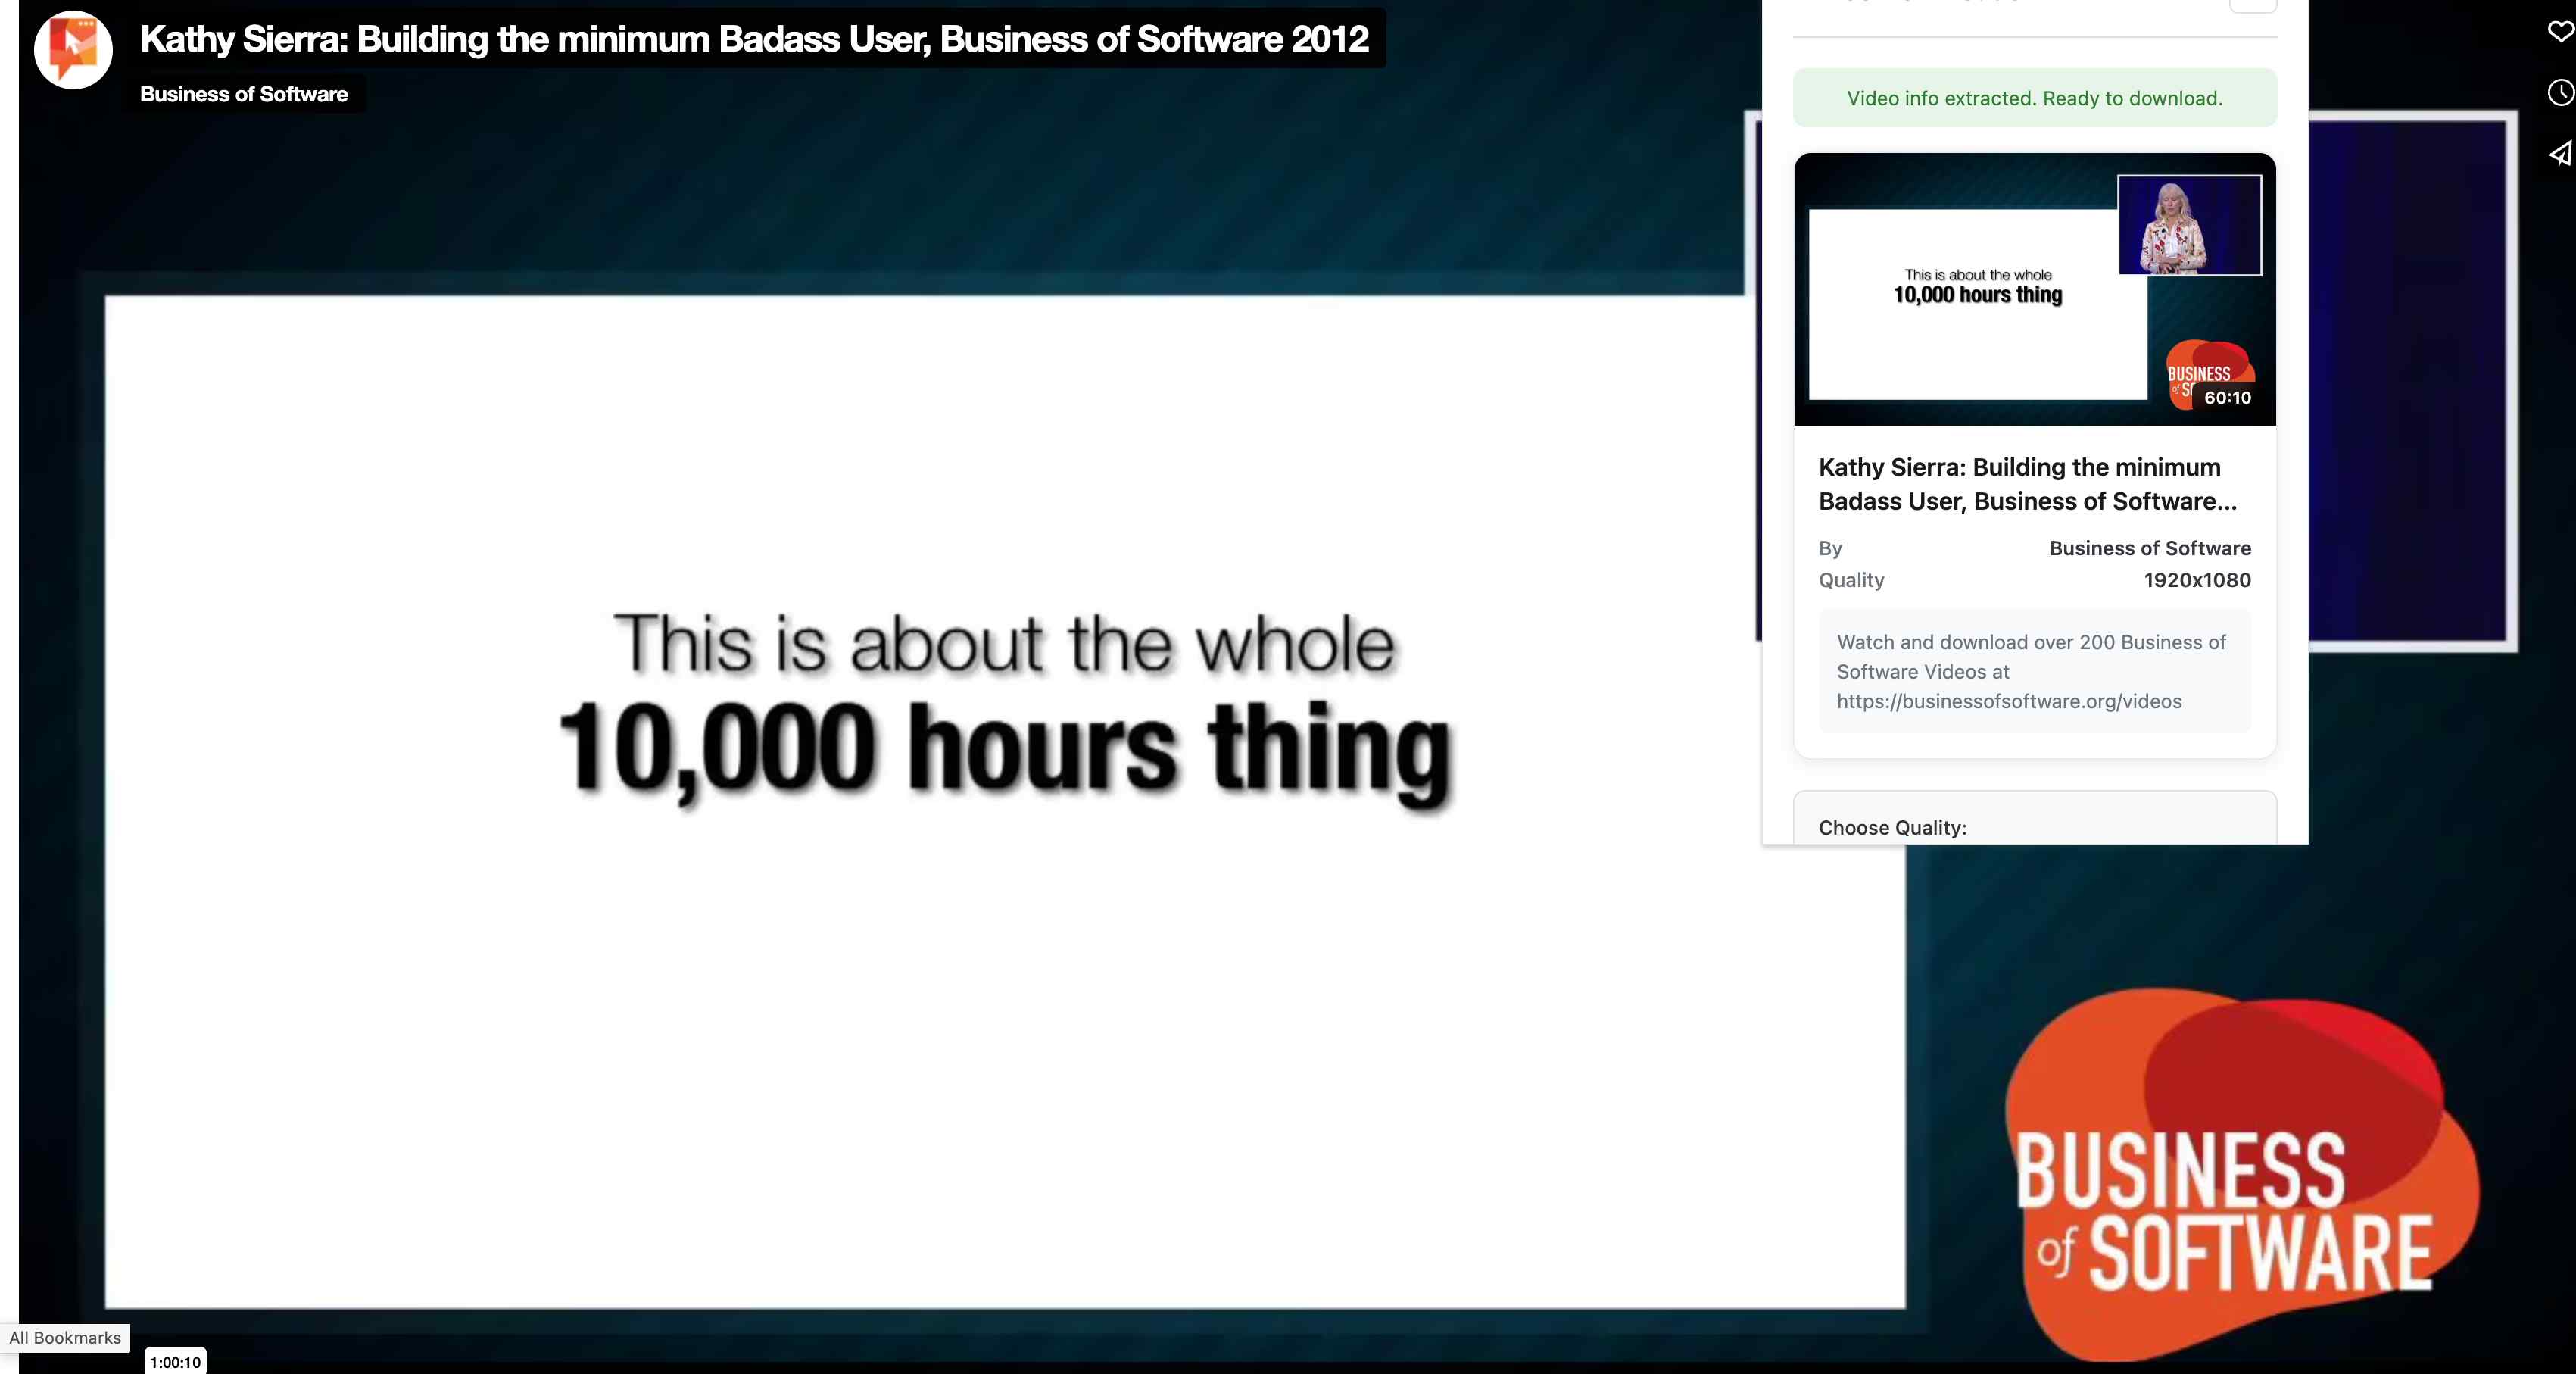 Kathy Sierra: Building the minimum Badass User, Business of Software 2012
Business of Software
This is about the whole
10,000 hours thing
BUSINESS
of SOFTWARE
All Bookmarks
1:00:10
Video info extracted. Ready to download.
This is about the whole
10,000 hours thing
BUSINESS
60:10
Kathy Sierra: Building the minimum
Badass User, Business of Software...
By Business of Software
Quality 1920x1080
Watch and download over 200 Business of
Software Videos at
https://businessofsoftware.org/videos
Choose Quality: